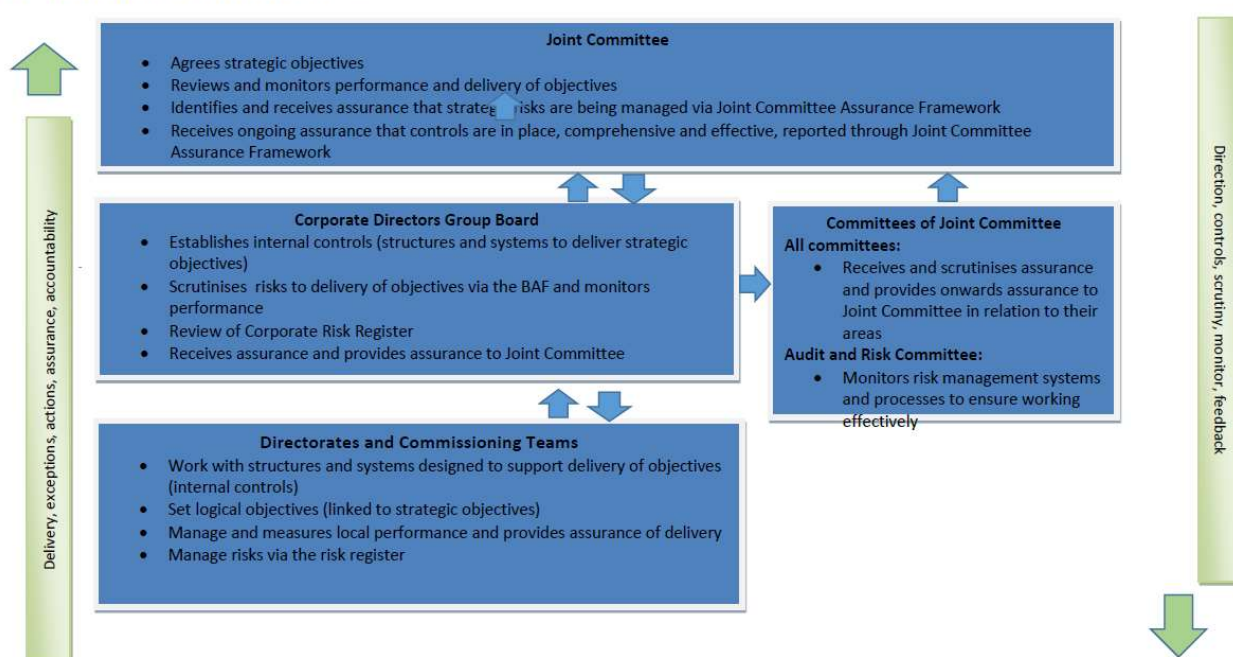 Joint Committee
• Agrees strategic objectives
• Reviews and monitors performance and delivery of objectives
• Identifies and receives assurance that risks are being managed via Joint Committee Assurance Framework
• Receives ongoing assurance that controls are in place, comprehensive and effective, reported through Joint Committee
Assurance Framework
Delivery, exceptions, actions, assurance, accountability
Corporate Directors Group Board
• Establishes internal controls (structures and systems to deliver strategic
objectives)
• Scrutinises risks to delivery of objectives via the BAF and monitors
performance
• Review of Corporate Risk Register
• Receives assurance and provides assurance to Joint Committee
Committees of Joint Committee
All committees:
• Receives and scrutinises assurance
and provides onwards assurance to
Joint Committee in relation to their
areas
Audit and Risk Committee:
• Monitors risk management systems
and processes to ensure working
effectively
Directorates and Commissioning Teams
• Work with structures and systems designed to support delivery of objectives
(internal controls)
• Set logical objectives (linked to strategic objectives)
• Manage and measures local performance and provides assurance of delivery
• Manage risks via the risk register
Direction, controls, scrutiny, monitor, feedback